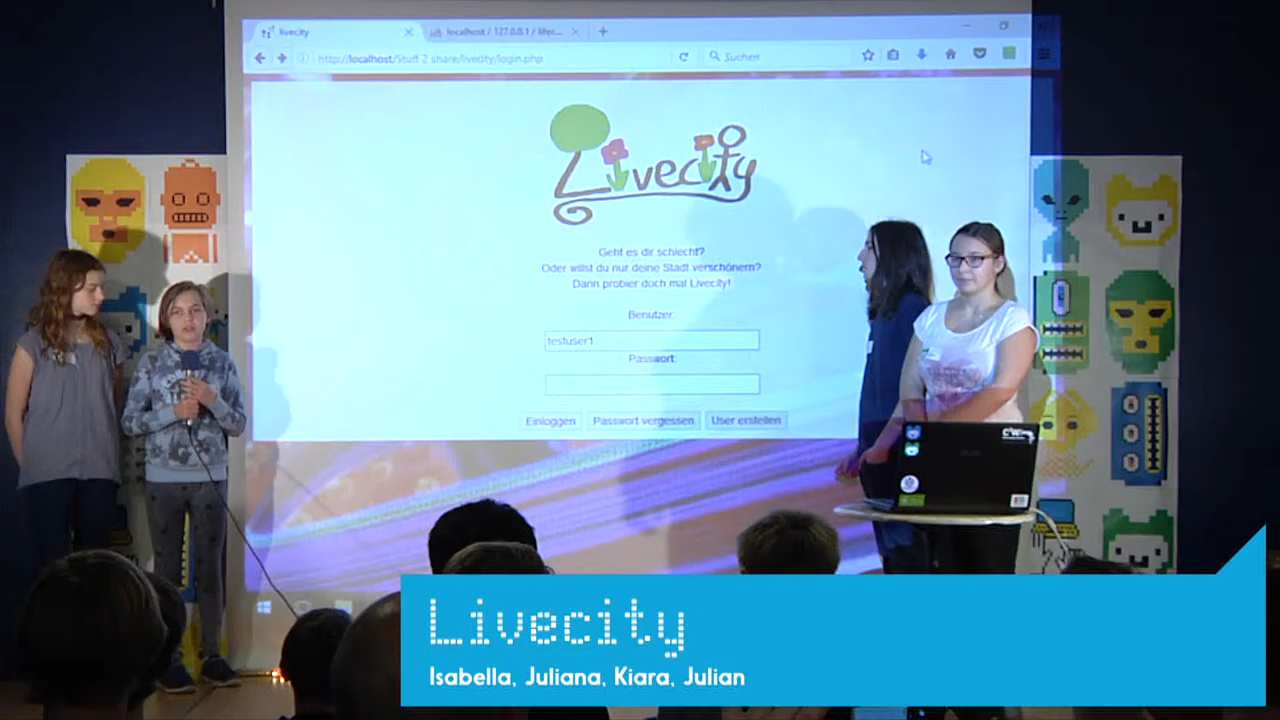 livecity
localhost / 127.0.0.1 / livec...
http://localhost/Stuff 2 share/livecity/login.php
Suchen
Livecity
Geht es dir schlecht?
Oder willst du nur deine Stadt verschönern?
Dann probier doch mal Livecity!
Benutzer:
testuser1
Passwort:
Einloggen Passwort vergessen User erstellen
Livecity
Isabella, Juliana, Kiara, Julian